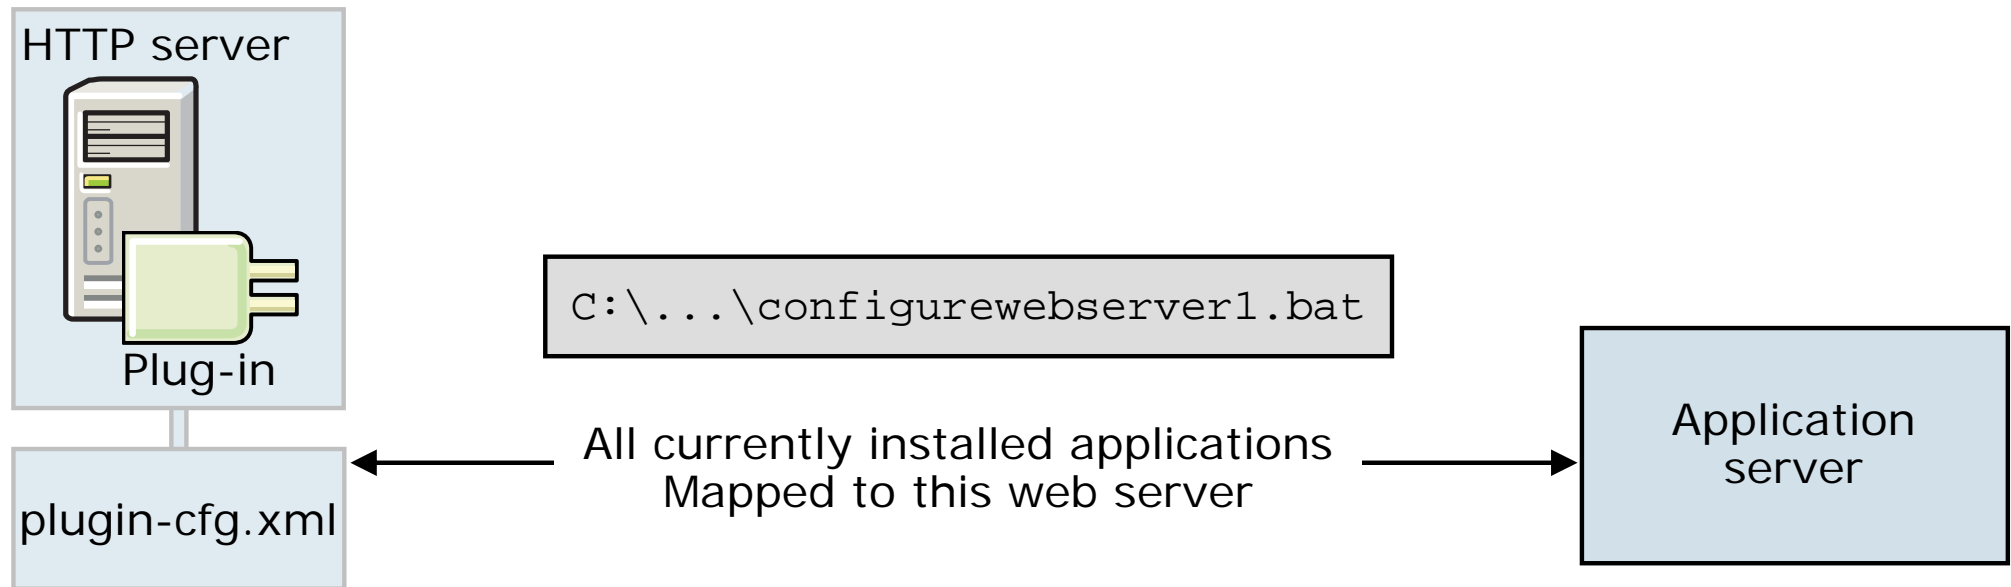 HTTP server
Plug-in
plugin-cfg.xml
C:\...\configurewebserver1.bat
All currently installed applications
Mapped to this web server
Application
server